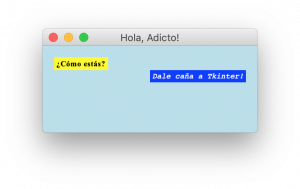 Hola, Adicto!
¿Cómo estás?
Dale caña a Tkinter!